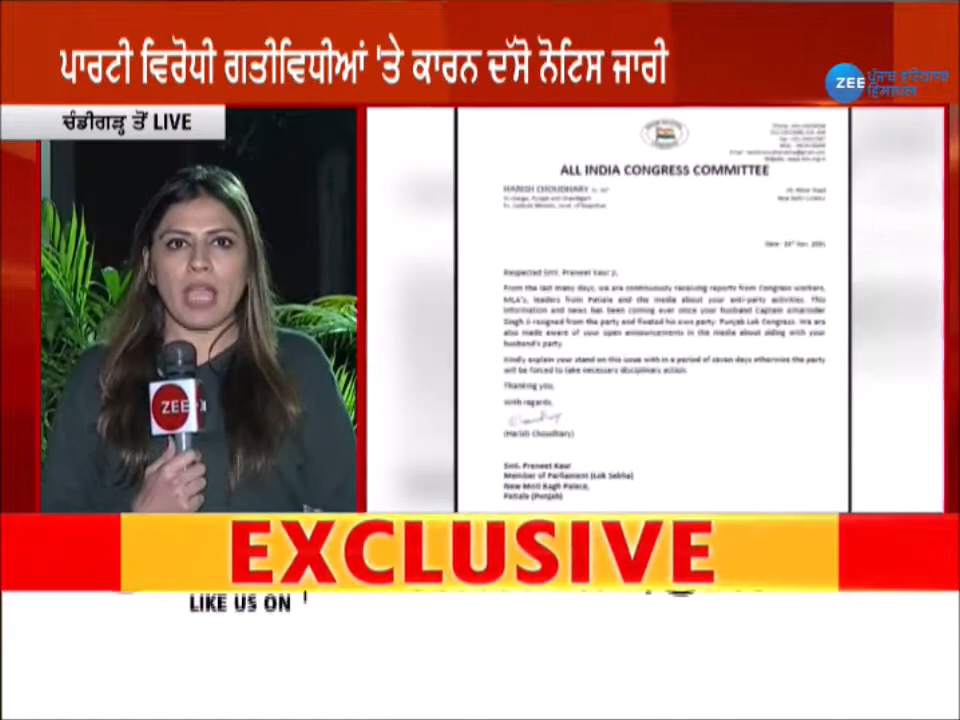 ਪਾਰਟੀ ਵਿਰੋਧੀ ਗਤੀਵਿਧੀਆਂ 'ਤੇ ਕਾਰਨ ਦੱਸੋ ਨੋਟਿਸ ਜਾਰੀ
ZEE ਪੰਜਾਬ ਹਰਿਆਣਾ
ਹਿਮਾਚਲ
ਚੰਡੀਗੜ੍ਹ ਤੋਂ LIVE
ALL INDIA CONGRESS COMMITTEE
HARISH CHOUDHARY
New Delhi
Respected Smt. Preneet Kaur ji,
From the last many days, we are continuously receiving reports from Congress workers,
MLA's, leaders from Patiala and the media about your anti-party activities. This
information and news has been coming ever since your husband Captain Amarinder
Singh ji resigned from the party and floated his own party, Punjab Lok Congress. We are
also made aware of your open announcements in the media about siding with your
husband's party.
Kindly explain your stand on this issue with in a period of seven days otherwise the party
will be forced to take necessary disciplinary action.
Thanking you,
With regards,
(Harish Choudhary)
Smt. Preneet Kaur
Member of Parliament (Lok Sabha)
New Moti Bagh Palace,
Patiala (Punjab)
ZEE
EXCLUSIVE
LIKE US ON